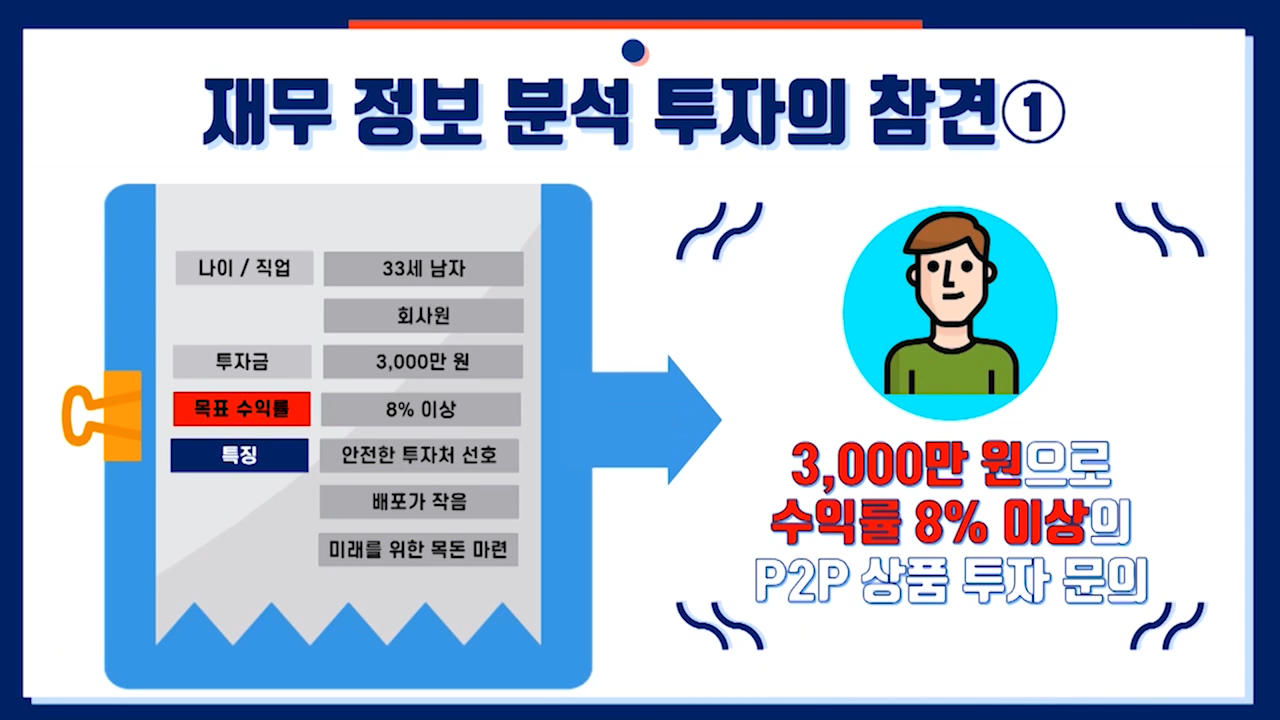 재무 정보 분석 투자의 참견①
나이 / 직업 33세 남자
회사원
투자금 3,000만 원
목표 수익률 8% 이상
특징 안전한 투자처 선호
배포가 작음
미래를 위한 목돈 마련
3,000만 원으로
수익률 8% 이상의
P2P 상품 투자 문의